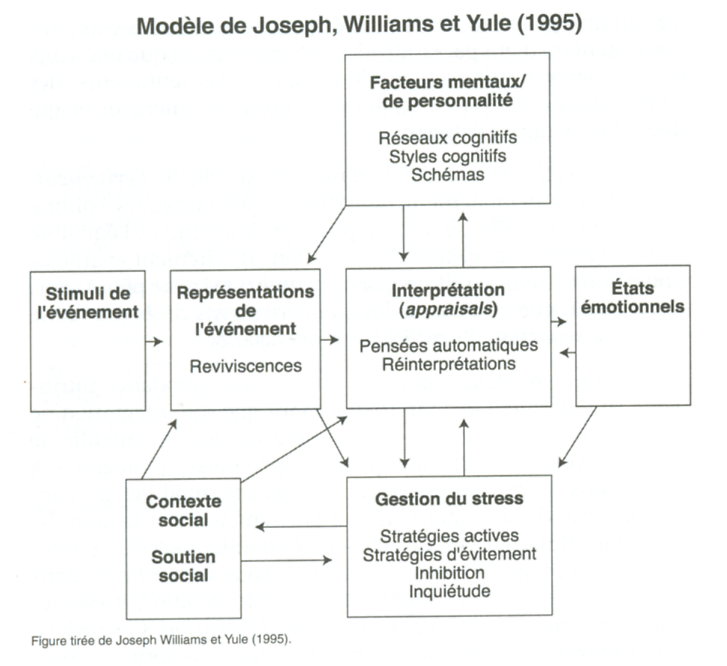 Modèle de Joseph, Williams et Yule (1995)
Facteurs mentaux/
de personnalité
Réseaux cognitifs
Styles cognitifs
Schémas
Stimuli de
l'événement
Représentations
de
l'événement
Reviviscences
Interprétation
(appraisals)
Pensées automatiques
Réinterprétations
États
émotionnels
Contexte
social
Soutien
social
Gestion du stress
Stratégies actives
Stratégies d'évitement
Inhibition
Inquiétude
Figure tirée de Joseph Williams et Yule (1995).